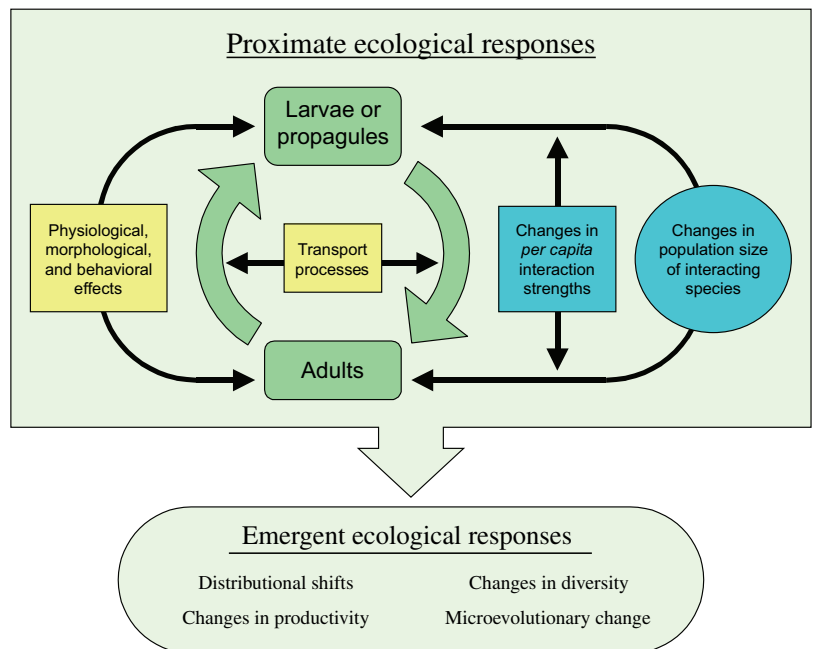 Proximate ecological responses
Larvae or
propagules
Physiological,
morphological,
and behavioral
effects
Transport
processes
Changes in
per capita
interaction
strengths
Changes in
population size
of interacting
species
Adults
Emergent ecological responses
Distributional shifts
Changes in diversity
Changes in productivity
Microevolutionary change